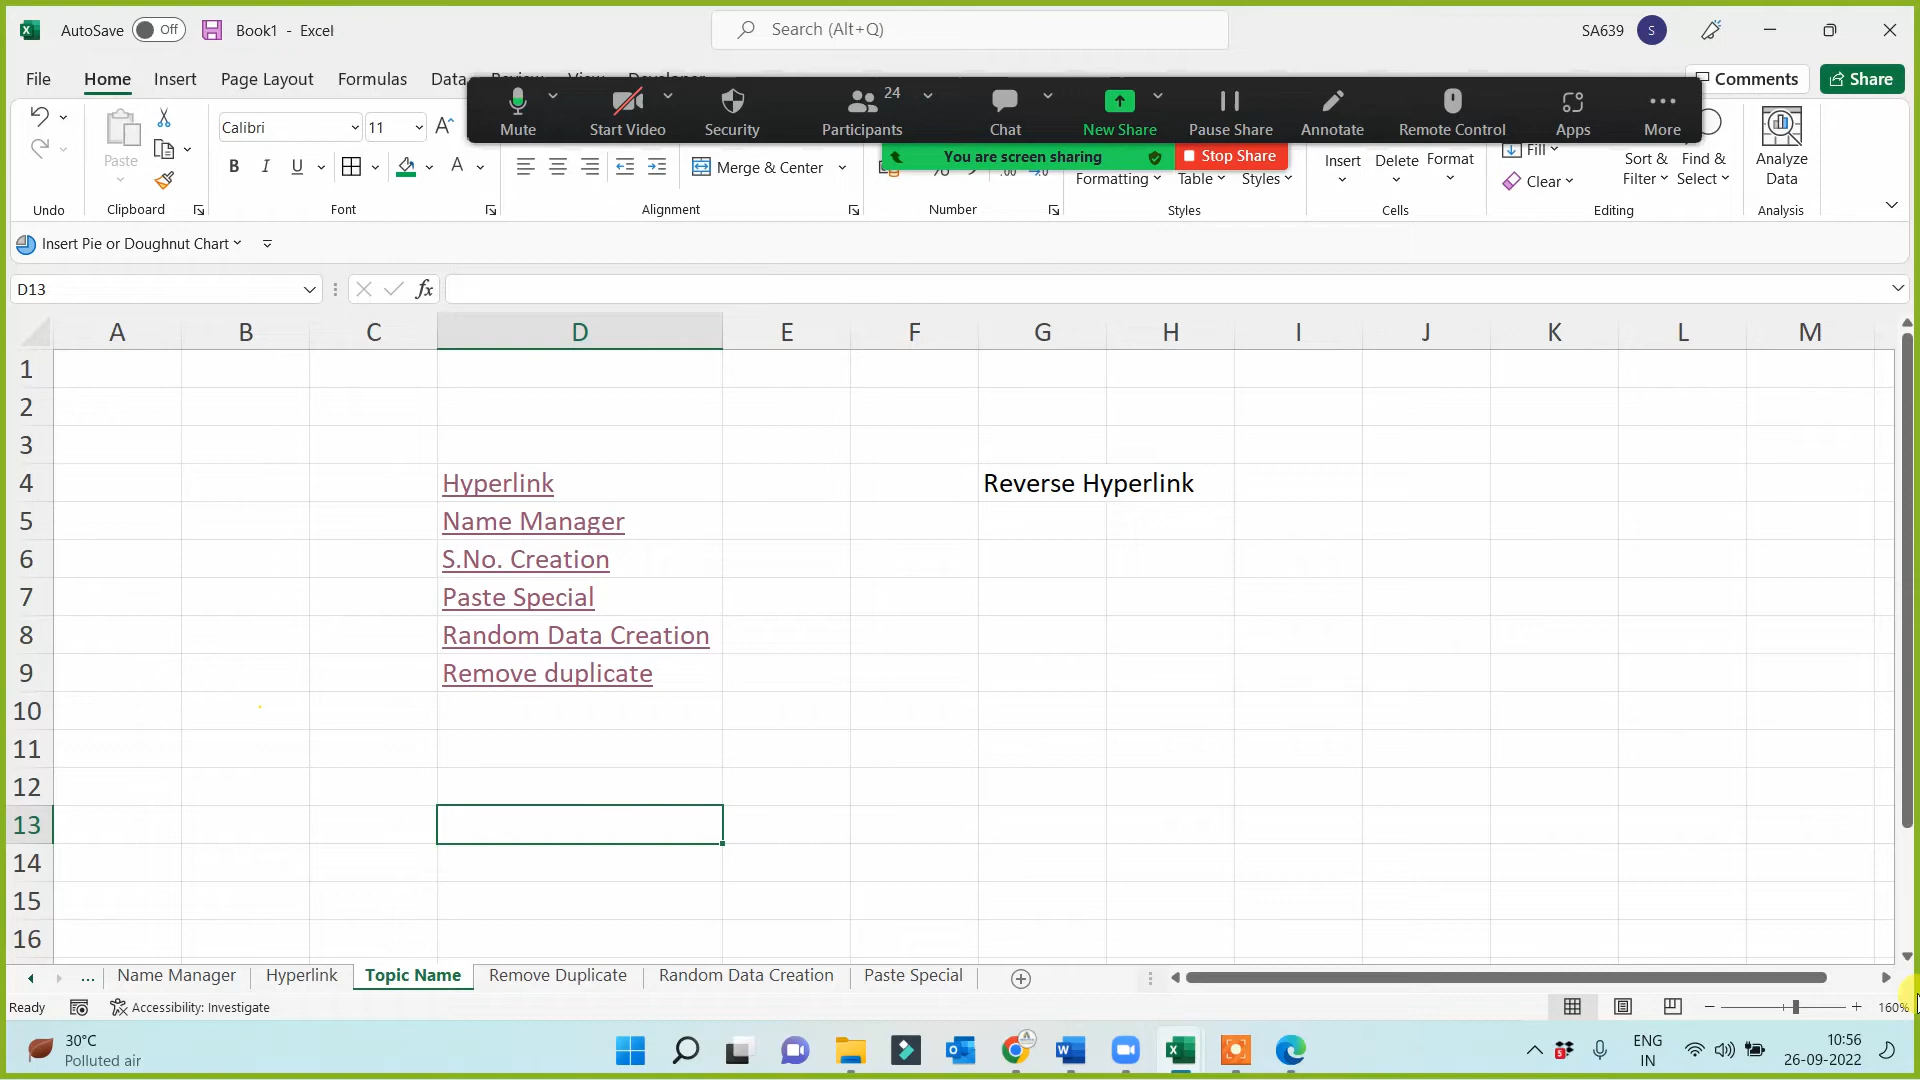 AutoSave Off Book1 - Excel
Search (Alt+Q)
SA639 S
File Home Insert Page Layout Formulas Data
Comments Share
Mute Start Video Security Participants 24 Chat New Share Pause Share Annotate Remote Control Apps More
You are screen sharing Stop Share
Paste
Calibri 11
B I U A
Merge & Center
Formatting Table Styles
Insert Delete Format
Fill
Clear
Sort & Filter
Find & Select
Analyze Data
Undo Clipboard Font Alignment Number Styles Cells Editing Analysis
Insert Pie or Doughnut Chart
D13 fx
A B C D E F G H I J K L M
1
2
3
4 Hyperlink Reverse Hyperlink
5 Name Manager
6 S.No. Creation
7 Paste Special
8 Random Data Creation
9 Remove duplicate
10
11
12
13
14
15
16
... Name Manager Hyperlink Topic Name Remove Duplicate Random Data Creation Paste Special
Ready Accessibility: Investigate 160%
30°C
Polluted air
ENG
IN
10:56
26-09-2022